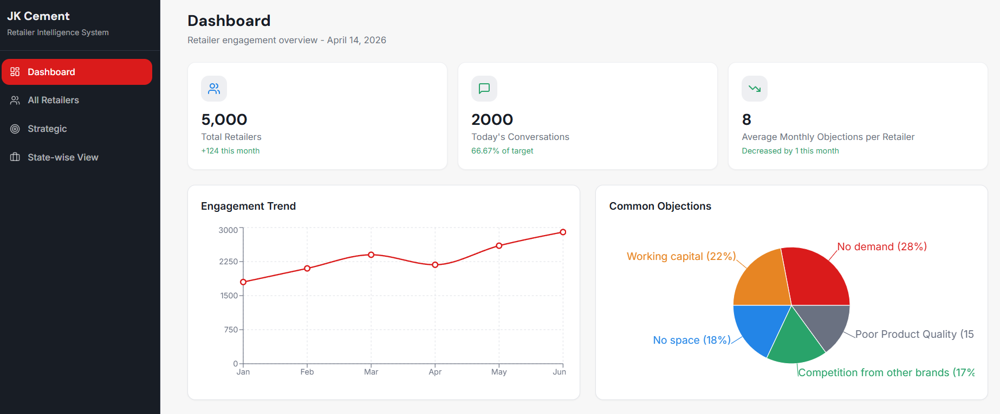 JK Cement
Retailer Intelligence System
Dashboard
All Retailers
Strategic
State-wise View
Dashboard
Retailer engagement overview - April 14, 2026
5,000
Total Retailers
+124 this month
2000
Today's Conversations
66.67% of target
8
Average Monthly Objections per Retailer
Decreased by 1 this month
Engagement Trend
3000
2250
1500
750
0
Jan Feb Mar Apr May Jun
Common Objections
No demand (28%)
Working capital (22%)
Poor Product Quality (15
No space (18%)
Competition from other brands (17%